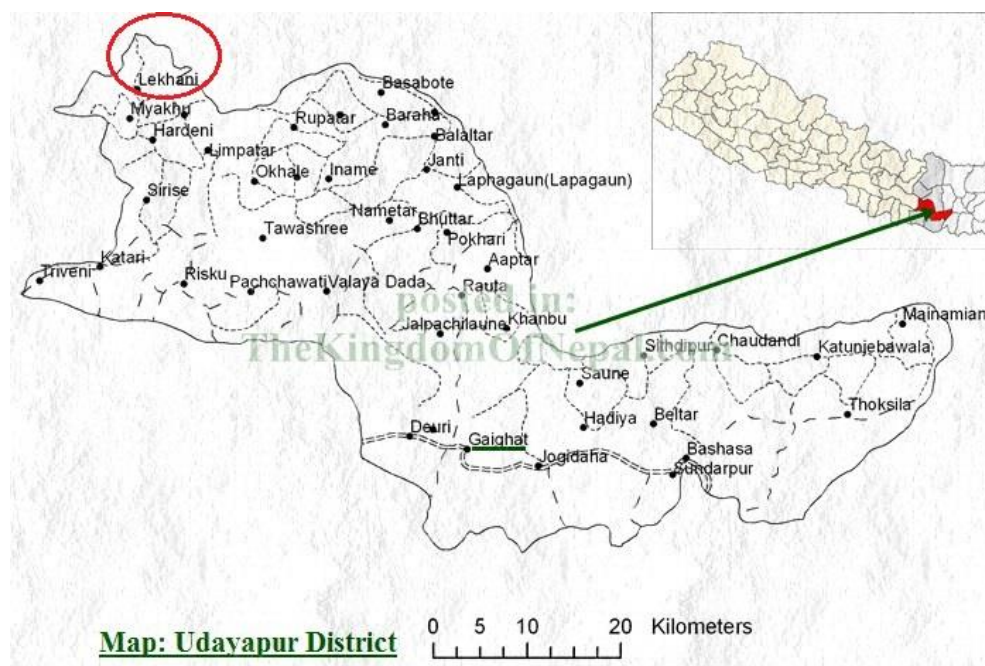 Lekhani
Basabote
Myakhu
Rupatar
Baraha
Hardeni
Balaltar
Limpatar
Janti
Okhale
Iname
Laphagaun(Lapagaun)
Sirise
Nametar
Bhuttar
Tawashree
Pokhari
Katari
Aaptar
Triveni
Risku
Pachchawati
Valaya Dada
Rauta
posted in:
Mainamian
Jalpachilaune
Khanbu
TheKingdomOfNepal.com
Sithdipur
Chaudandi
Katunjebawala
Saune
Thoksila
Hadiya
Beltar
Deuri
Gaighat
Bashasa
Jogidaha
Sundarpur
Map: Udayapur District
0 5 10 20 Kilometers